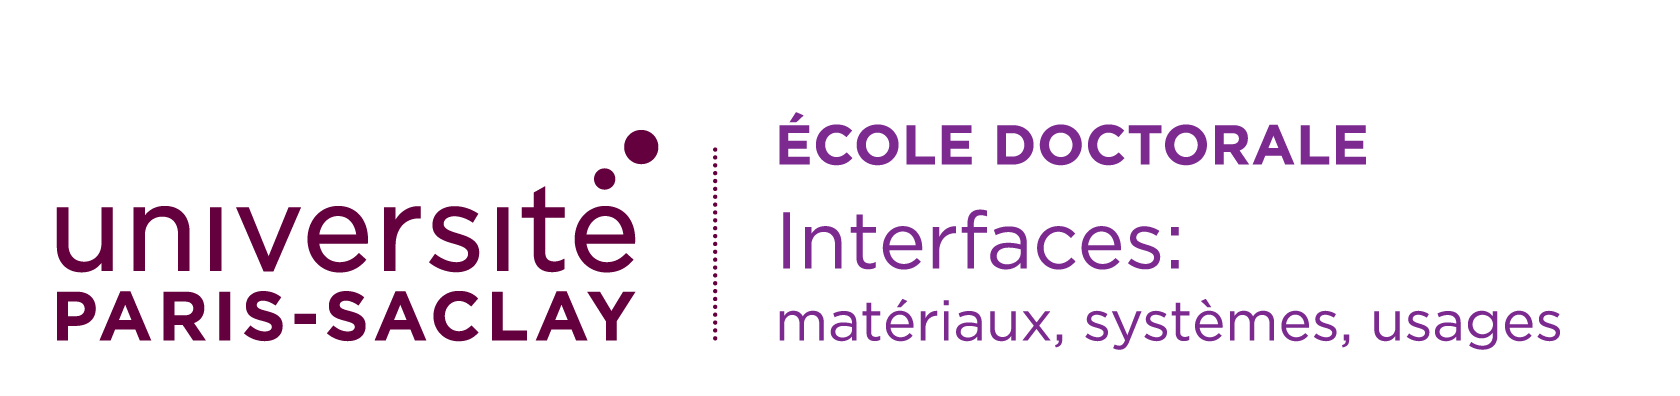 université
PARIS-SACLAY
ÉCOLE DOCTORALE
Interfaces:
matériaux, systèmes, usages